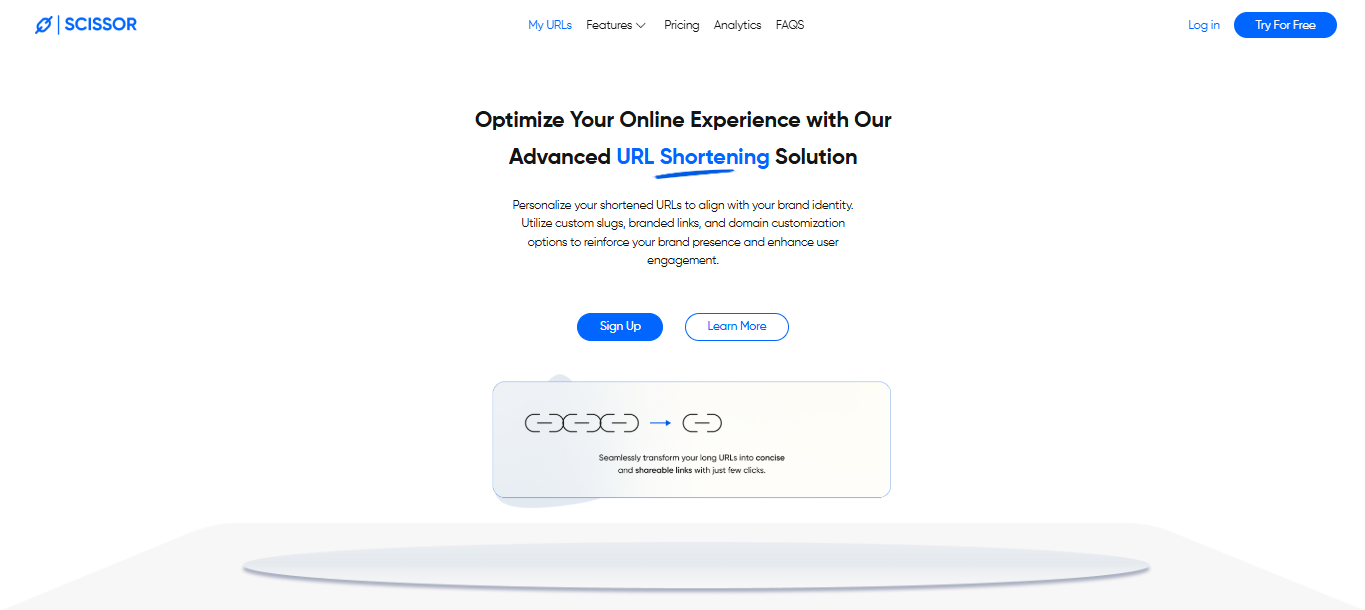 SCISSOR
My URLs Features Pricing Analytics FAQS
Log in Try For Free
Optimize Your Online Experience with Our
Advanced URL Shortening Solution
Personalize your shortened URLs to align with your brand identity.
Utilize custom slugs, branded links, and domain customization
options to reinforce your brand presence and enhance user
engagement.
Sign Up Learn More
Seamlessly transform your long URLs into concise
and shareable links with just few clicks.